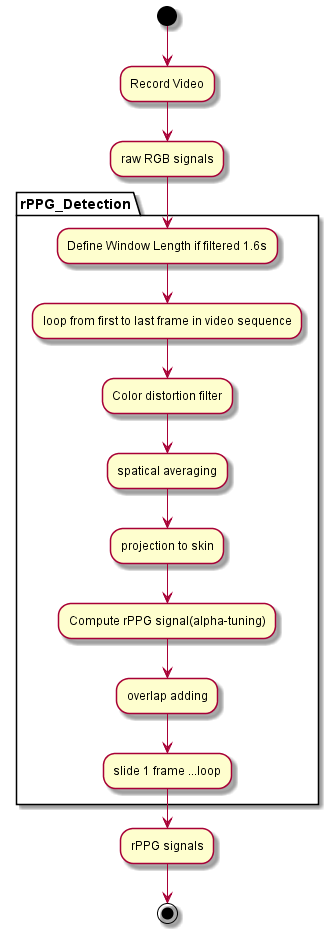 Record Video
raw RGB signals
rPPG_Detection
Define Window Length if filtered 1.6s
loop from first to last frame in video sequence
Color distortion filter
spatical averaging
projection to skin
Compute rPPG signal(alpha-tuning)
overlap adding
slide 1 frame ...loop
rPPG signals